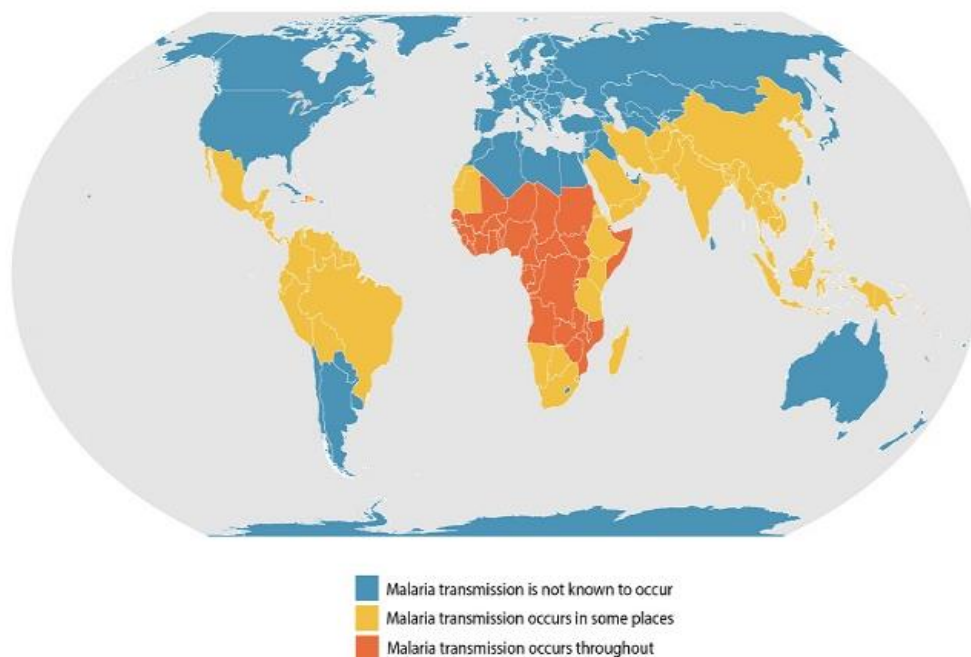 Malaria transmission is not known to occur
Malaria transmission occurs in some places
Malaria transmission occurs throughout